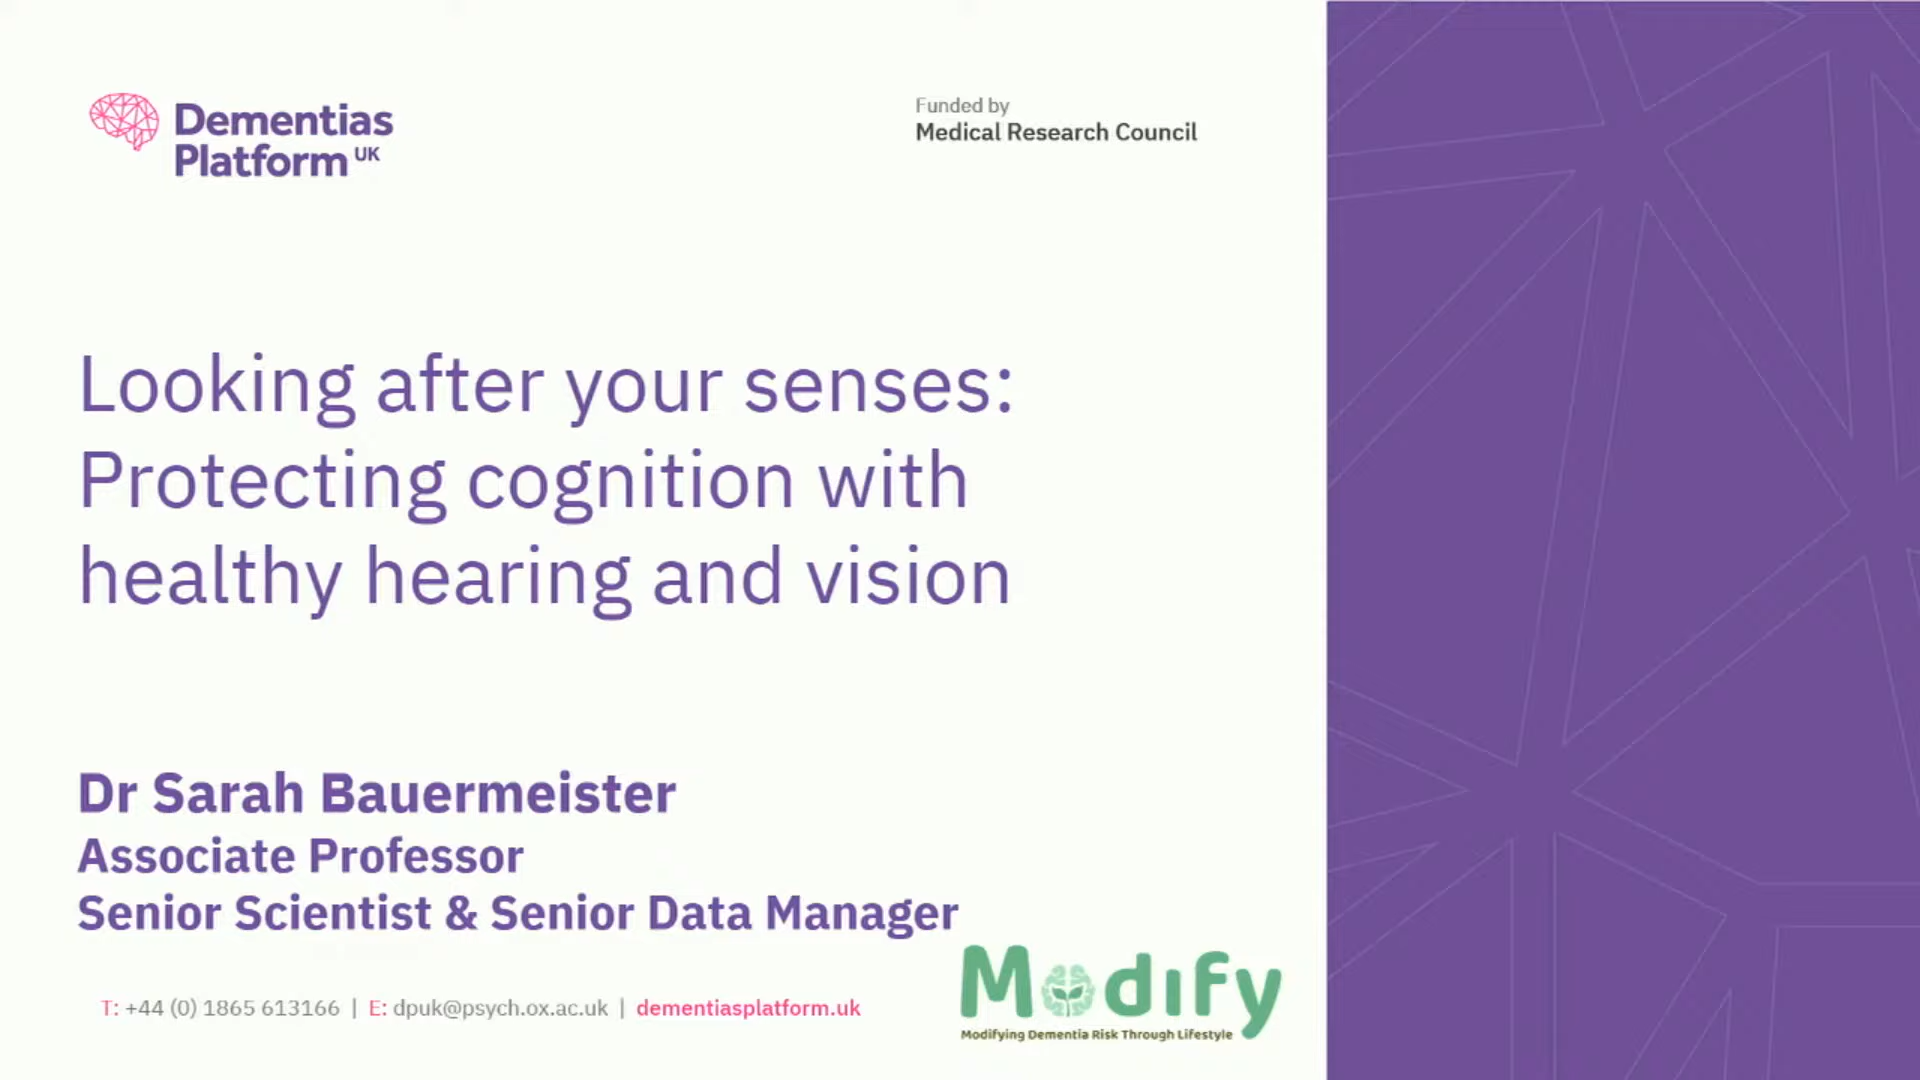 Dementias
Platform UK
Funded by
Medical Research Council
Looking after your senses:
Protecting cognition with
healthy hearing and vision
Dr Sarah Bauermeister
Associate Professor
Senior Scientist & Senior Data Manager
T: +44 (0) 1865 613166 | E: dpuk@psych.ox.ac.uk | dementiasplatform.uk
Modify
Modifying Dementia Risk Through Lifestyle